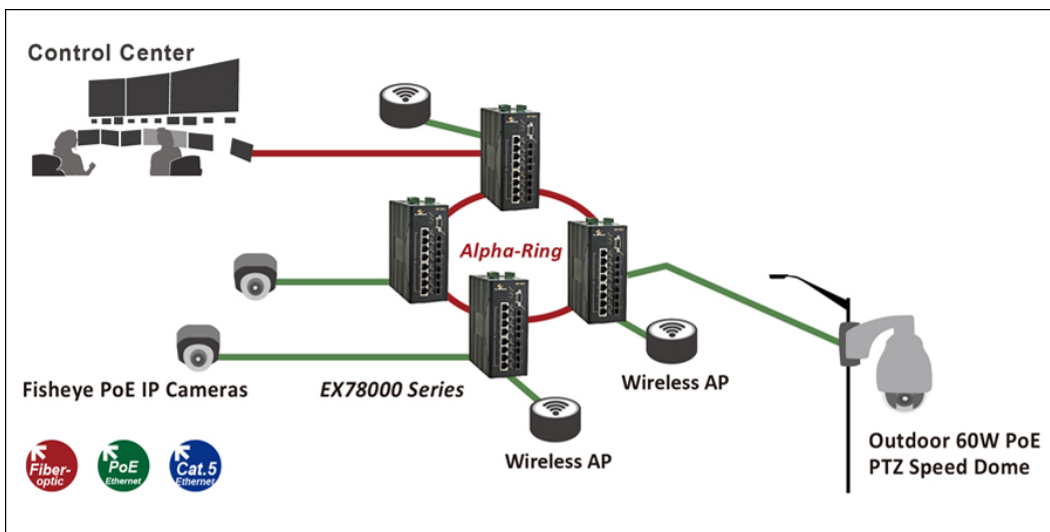 Control Center
Alpha-Ring
Wireless AP
Fisheye PoE IP Cameras
EX78000 Series
Wireless AP
Outdoor 60W PoE
PTZ Speed Dome
Fiber-
optic
PoE
Ethernet
Cat.5
Ethernet